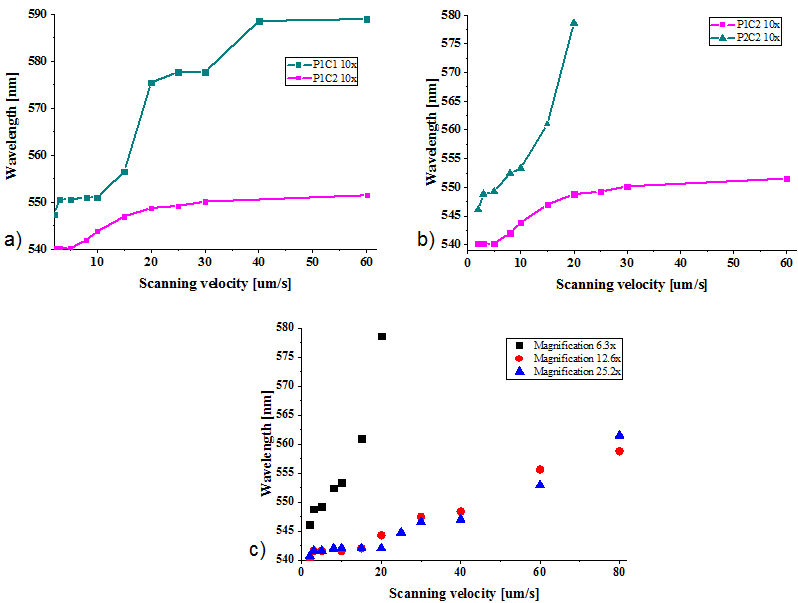 590
580
570
560
550
540
Wavelength [nm]
P1C1 10x
P1C2 10x
10
20
30
40
50
60
Scanning velocity [um/s]
a)
580
575
570
565
560
555
550
545
540
Wavelength [nm]
P1C2 10x
P2C2 10x
0
10
20
30
40
50
60
Scanning velocity [um/s]
b)
580
575
570
565
560
555
550
545
540
Wavelength [nm]
Magnification 6.3x
Magnification 12.6x
Magnification 25.2x
0
20
40
60
80
Scanning velocity [um/s]
c)